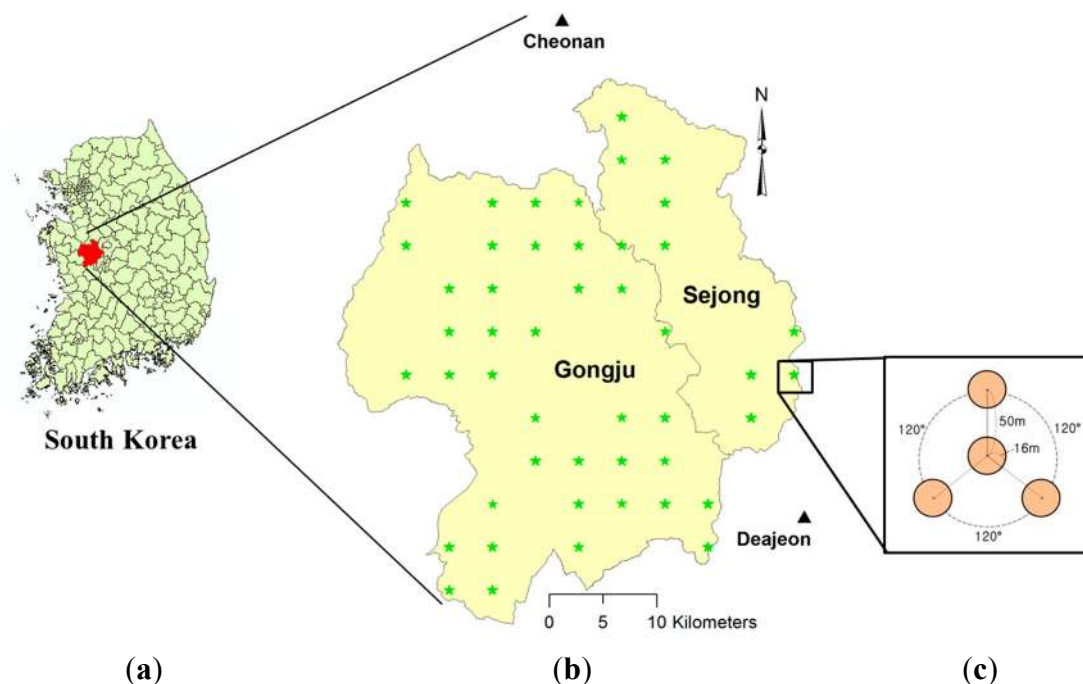 Cheonan
N
Sejong
Gongju
South Korea
120°
50m
120°
16m
120°
Deajeon
0 5 10 Kilometers
(a) (b) (c)